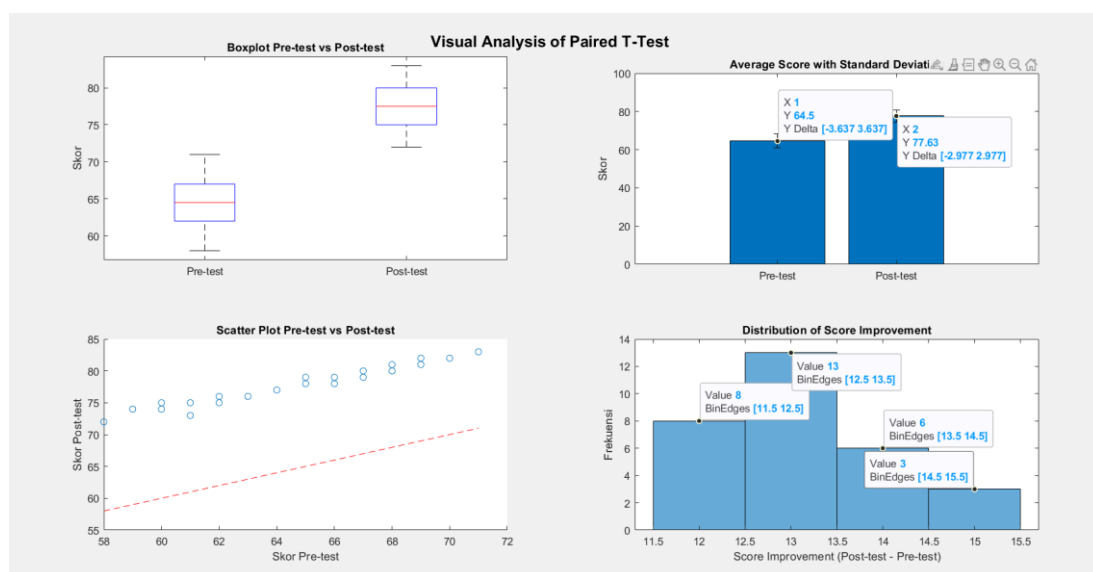 Visual Analysis of Paired T-Test
Boxplot Pre-test vs Post-test
Skor
80
75
70
65
60
Pre-test
Post-test
Average Score with Standard Deviati
Skor
100
80
60
40
20
0
X 1
Y 64.5
Y Delta [-3.637 3.637]
X 2
Y 77.63
Y Delta [-2.977 2.977]
Pre-test
Post-test
Scatter Plot Pre-test vs Post-test
Skor Post-test
85
80
75
70
65
60
55
58
60
62
64
66
68
70
72
Skor Pre-test
Distribution of Score Improvement
Frekuensi
14
12
10
8
6
4
2
0
Value 8
BinEdges [11.5 12.5]
Value 13
BinEdges [12.5 13.5]
Value 6
BinEdges [13.5 14.5]
Value 3
BinEdges [14.5 15.5]
11.5
12
12.5
13
13.5
14
14.5
15
15.5
Score Improvement (Post-test - Pre-test)